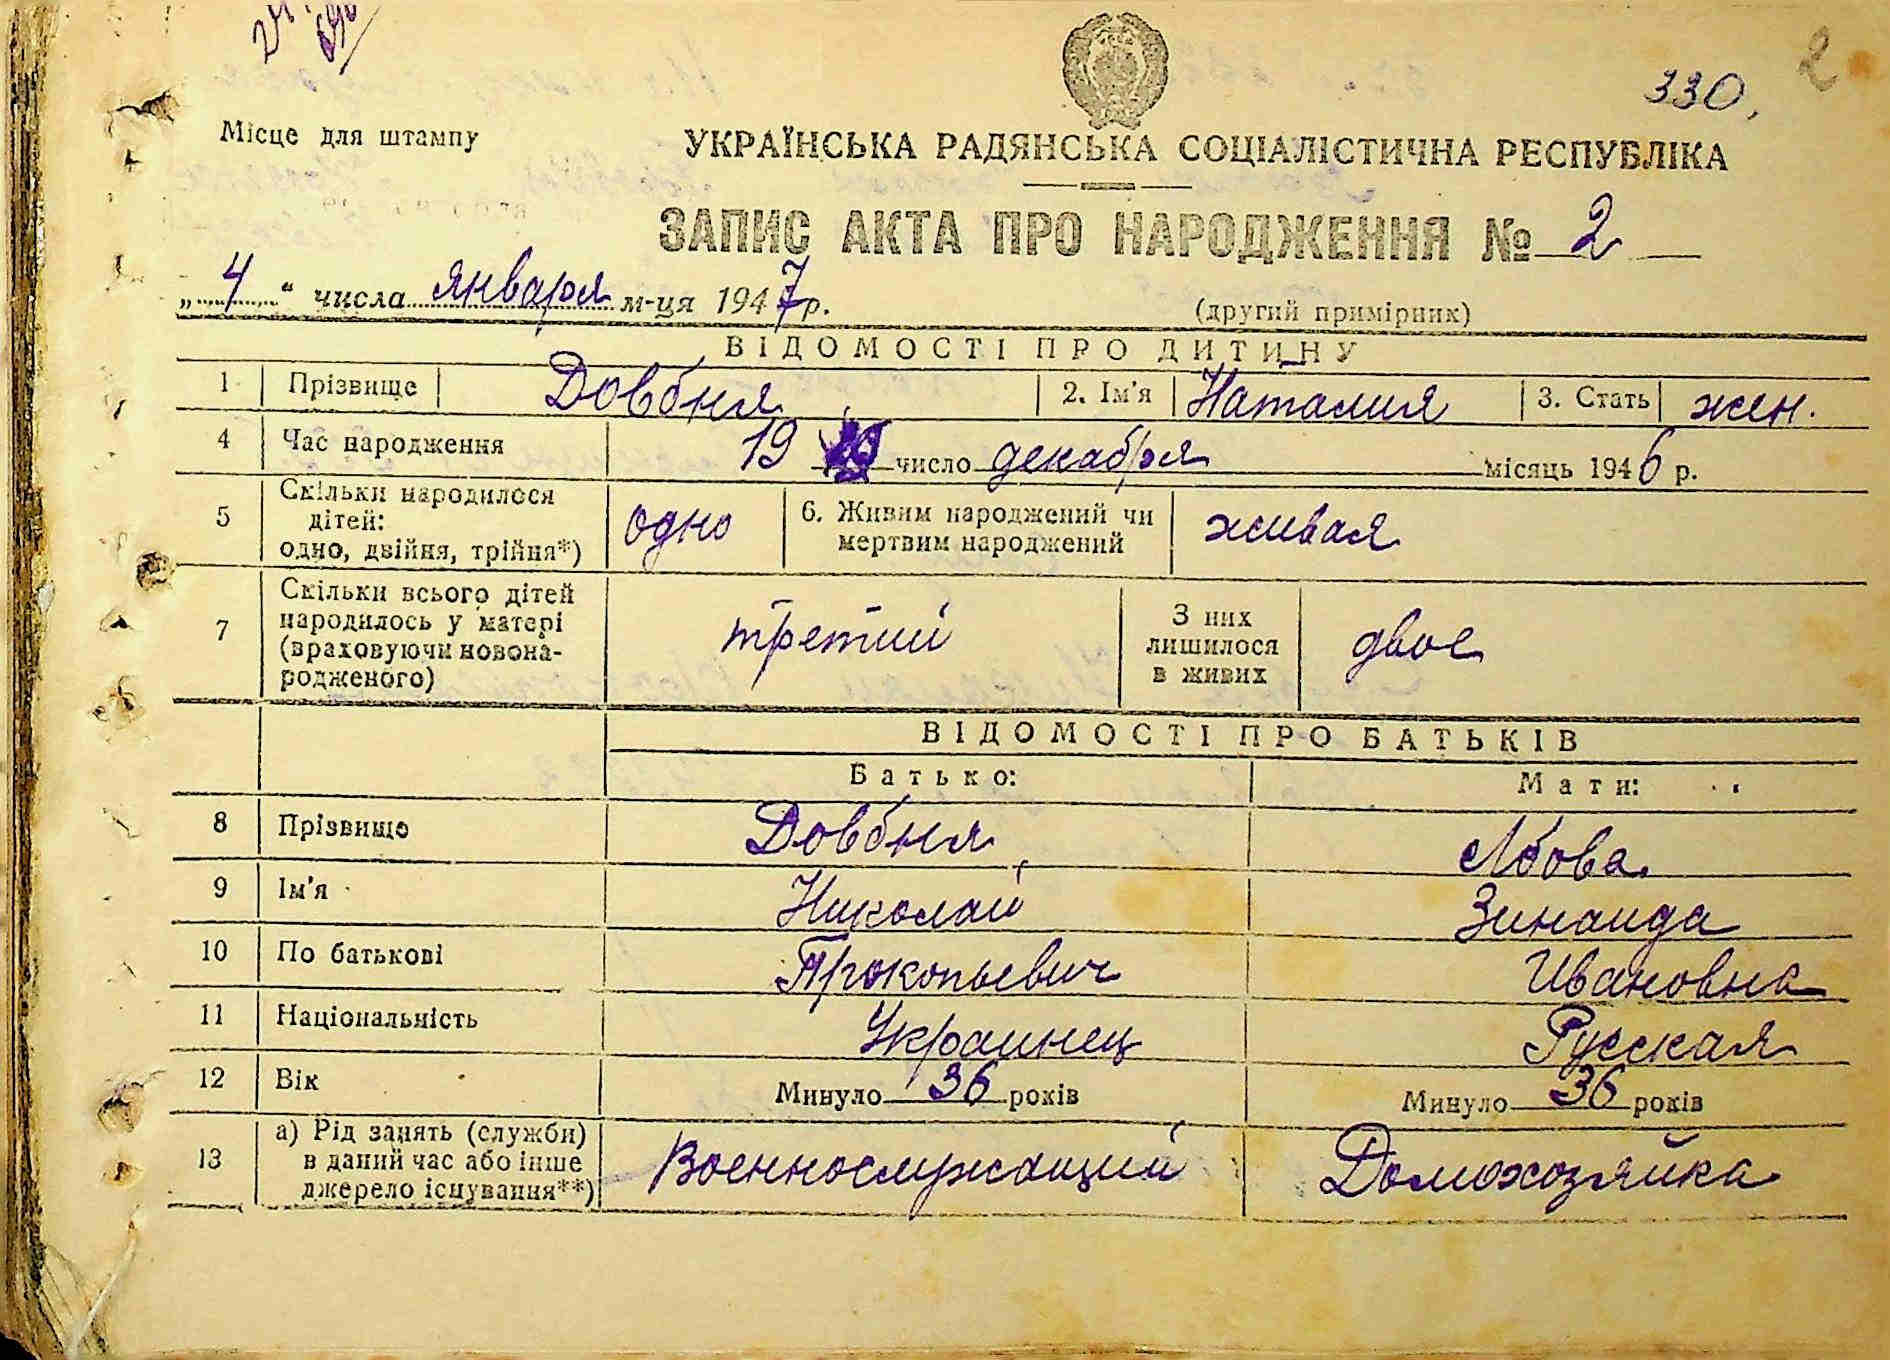 330,
2
Місце для штампу
УКРАЇНСЬКА РАДЯНСЬКА СОЦІАЛІСТИЧНА РЕСПУБЛІКА
ЗАПИС АКТА ПРО НАРОДЖЕННЯ № 2
„4“ числа января м-ця 1947 р.
(другий примірник)
ВІДОМОСТІ ПРО ДИТИНУ
1 Прізвище Довбня 2. Ім'я Наталия 3. Стать жен.
4 Час народження 19 число декабря місяць 1946 р.
5 Скільки народилося дітей: одно, двійня, трійня*) одно 6. Живим народжений чи мертвим народжений живая
7 Скільки всього дітей народилось у матері (враховуючи новонародженого) третий З них лишилося в живих двое
ВІДОМОСТІ ПРО БАТЬКІВ
Батько: Мати:
8 Прізвище Довбня Лбова
9 Ім'я Николай Зинаида
10 По батькові Прокопьевич Ивановна
11 Національність Украинец Русская
12 Вік Минуло 36 років Минуло 36 років
13 а) Рід занять (служби) в даний час або інше джерело існування**) Военнослужащий Домохозяйка